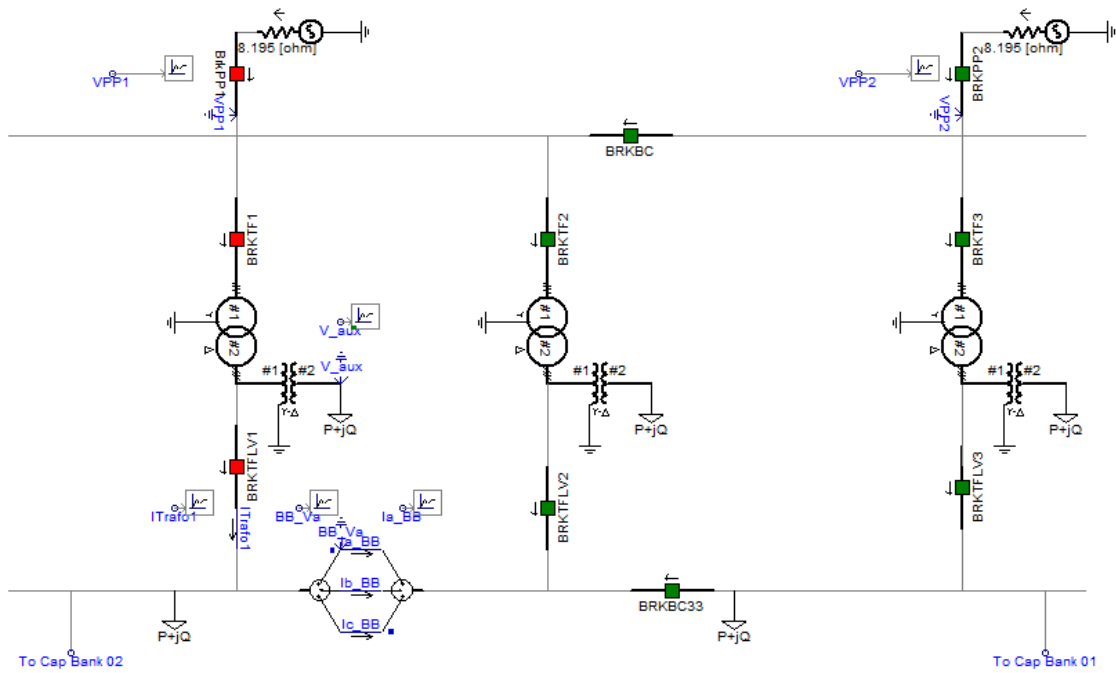 8.195 [ohm]
8.195 [ohm]
BrkPP1
BRKPP2
VPP1
VPP2
VPP1
VPP2
BRKBC
BRKTF1
BRKTF2
BRKTF3
#1
#2
#1
#2
#1
#2
V_aux
V_aux
#1 #2
#1 #2
#1 #2
Y-Δ
Y-Δ
Y-Δ
P+jQ
P+jQ
P+jQ
BRKTFLV1
BRKTFLV2
BRKTFLV3
ITrafo1
BB_Va
Ia_BB
ITrafo1
BB_Va
Ia_BB
Ib_BB
Ic_BB
BRKBC33
P+jQ
P+jQ
To Cap Bank 02
To Cap Bank 01